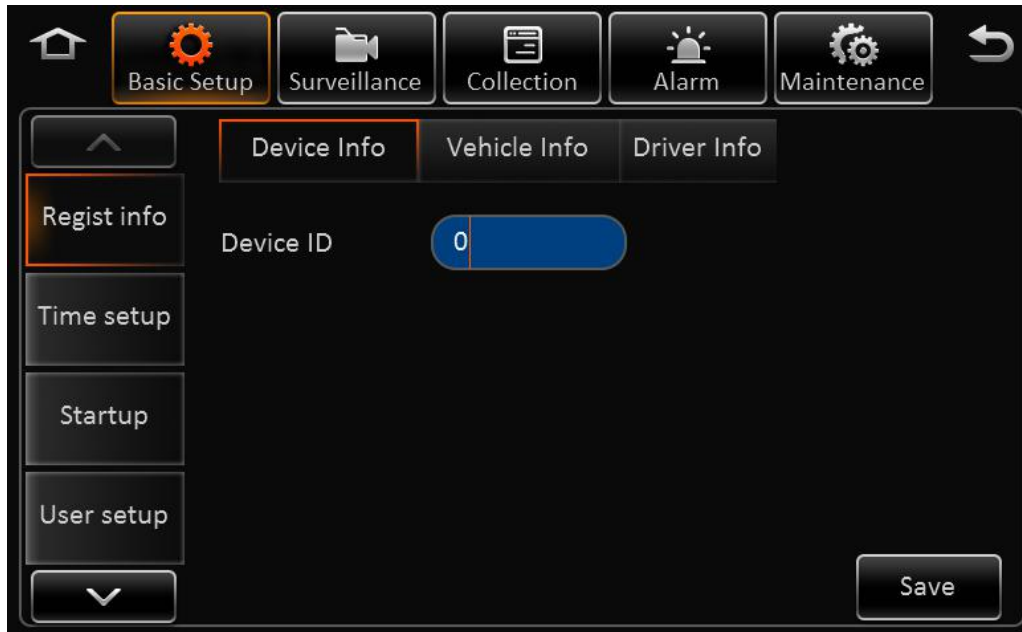 Basic Setup
Surveillance
Collection
Alarm
Maintenance
Device Info
Vehicle Info
Driver Info
Regist info
Device ID
0
Time setup
Startup
User setup
Save